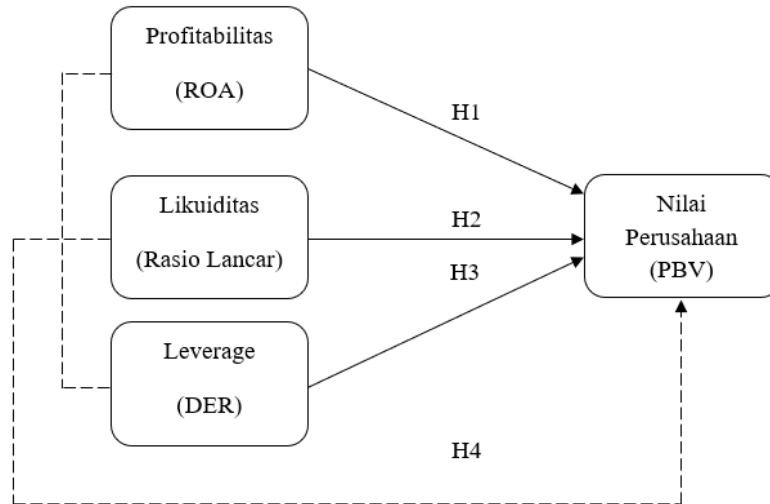 Profitabilitas
(ROA)
H1
Likuiditas
(Rasio Lancar)
H2
Nilai
Perusahaan
(PBV)
H3
Leverage
(DER)
H4